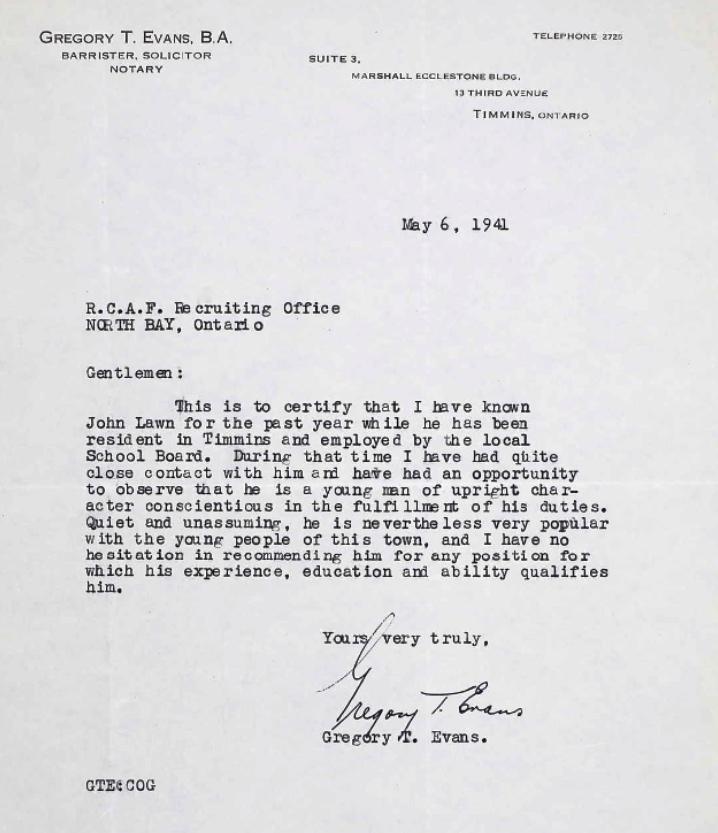 GREGORY T. EVANS, B.A.
BARRISTER, SOLICITOR
NOTARY
TELEPHONE 2725
SUITE 3,
MARSHALL ECCLESTONE BLDG.
13 THIRD AVENUE
TIMMINS, ONTARIO
May 6, 1941
R.C.A.F. Recruiting Office
NORTH BAY, Ontario
Gentlemen:
This is to certify that I have known
John Lawn for the past year while he has been
resident in Timmins and employed by the local
School Board. During that time I have had quite
close contact with him and have had an opportunity
to observe that he is a young man of upright char-
acter conscientious in the fulfillment of his duties.
Quiet and unassuming, he is nevertheless very popular
with the young people of this town, and I have no
hesitation in recommending him for any position for
which his experience, education and ability qualifies
him.
Yours very truly,
Gregory T. Evans
Gregory T. Evans.
GTE:COG